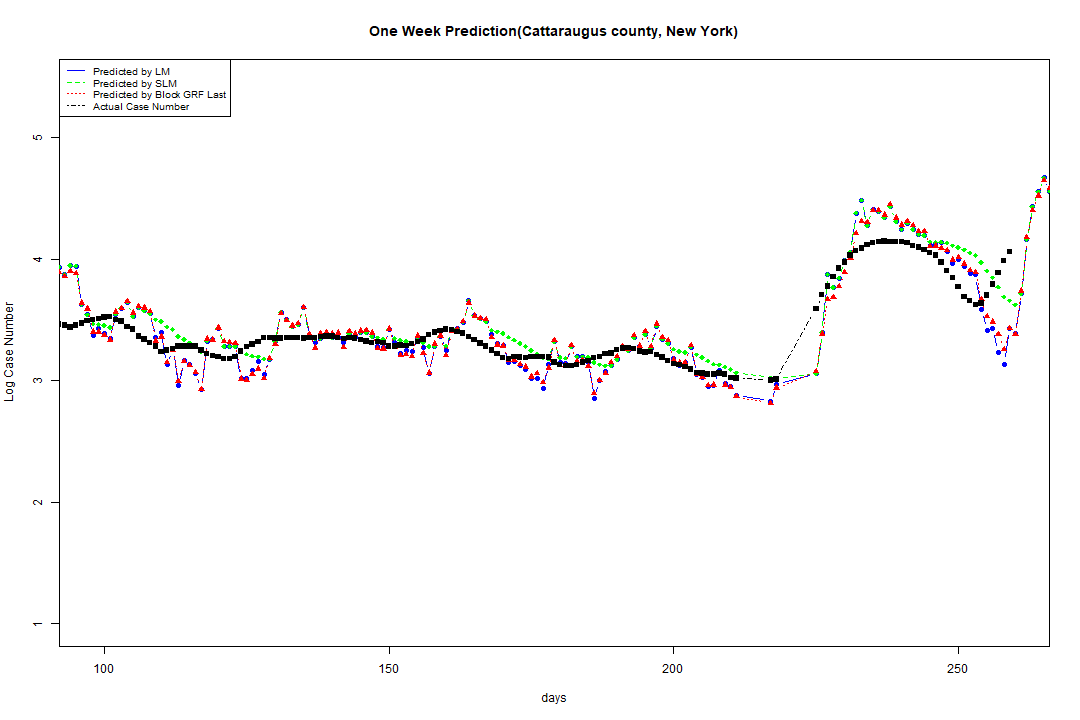 One Week Prediction(Cattaraugus county, New York)
Predicted by LM
Predicted by SLM
Predicted by Block GRF Last
Actual Case Number
5
4
3
2
1
Log Case Number
100 150 200 250
days